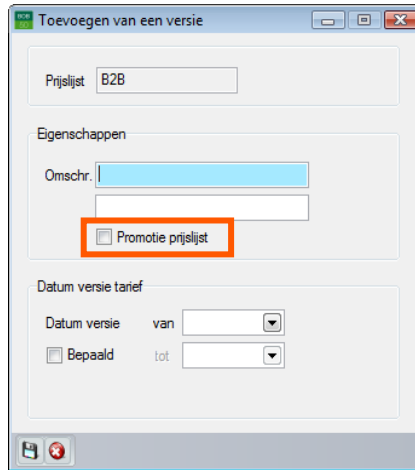 Toevoegen van een versie
Prijslijst B2B
Eigenschappen
Omschr.
Promotie prijslijst
Datum versie tarief
Datum versie van
Bepaald tot